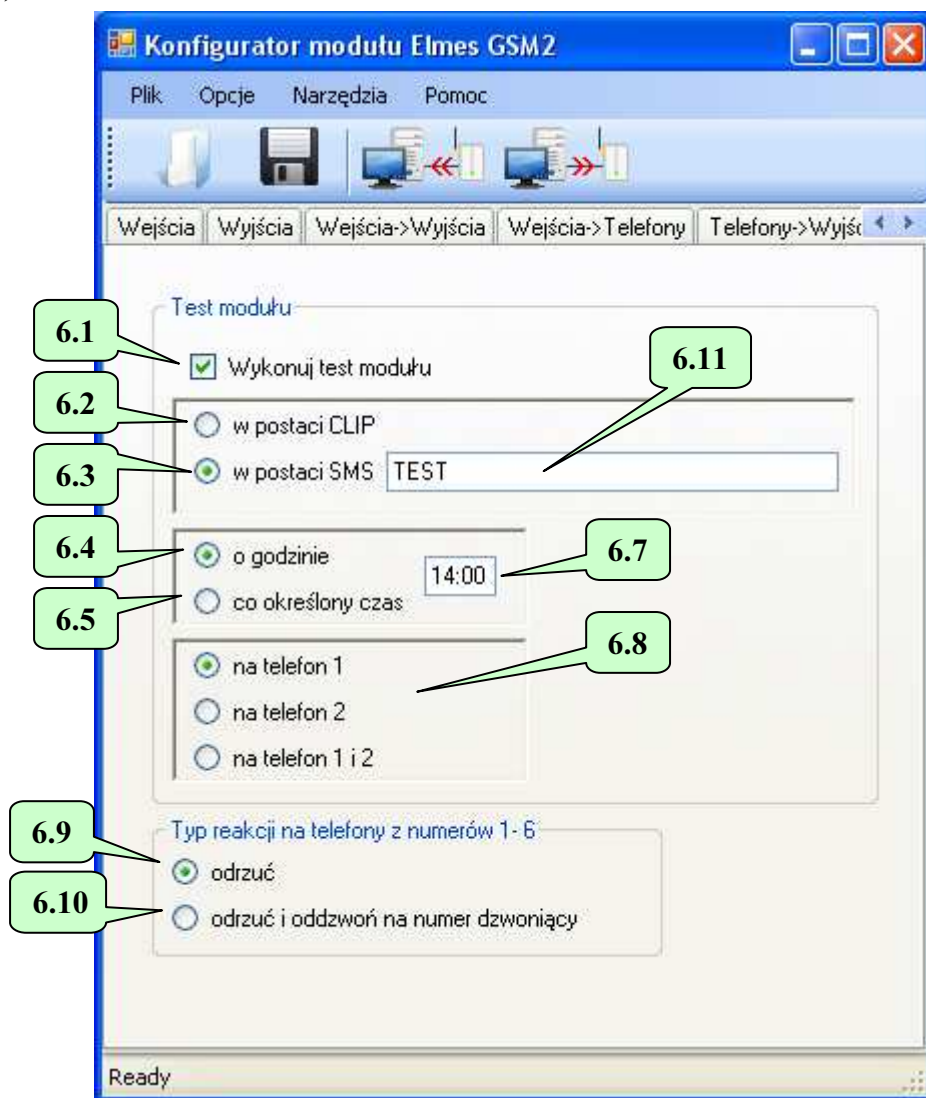 Konfigurator modułu Elmes GSM2
Plik Opcje Narzędzia Pomoc
Wejścia Wyjścia Wejścia->Wyjścia Wejścia->Telefony Telefony->Wyjśc
Test modułu
6.1
Wykonuj test modułu
6.11
6.2
w postaci CLIP
6.3
w postaci SMS TEST
6.4
o godzinie
14:00
6.7
6.5
co określony czas
6.8
na telefon 1
na telefon 2
na telefon 1 i 2
Typ reakcji na telefony z numerów 1- 6
6.9
odrzuć
6.10
odrzuć i oddzwoń na numer dzwoniący
Ready